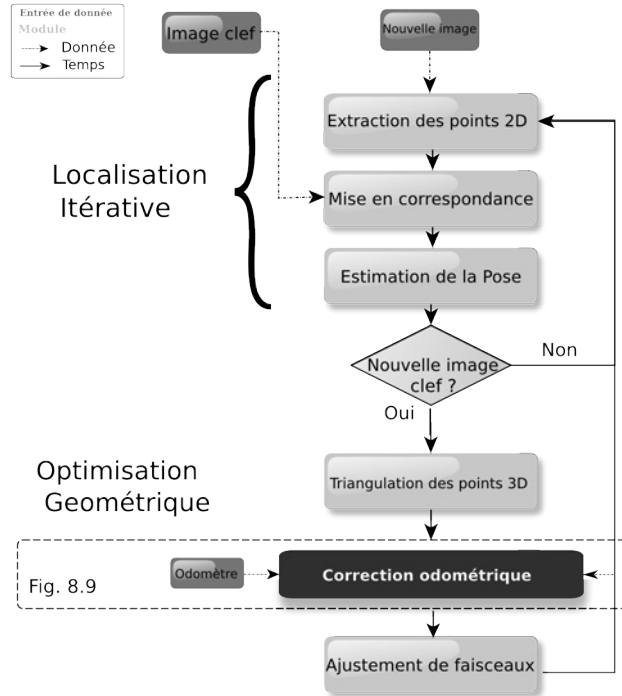 Entrée de donnée
Module
Donnée
Temps
Image clef
Nouvelle image
Extraction des points 2D
Localisation
Itérative
Mise en correspondance
Estimation de la Pose
Nouvelle image
clef ?
Non
Oui
Optimisation
Geométrique
Triangulation des points 3D
Odomètre
Correction odométrique
Fig. 8.9
Ajustement de faisceaux